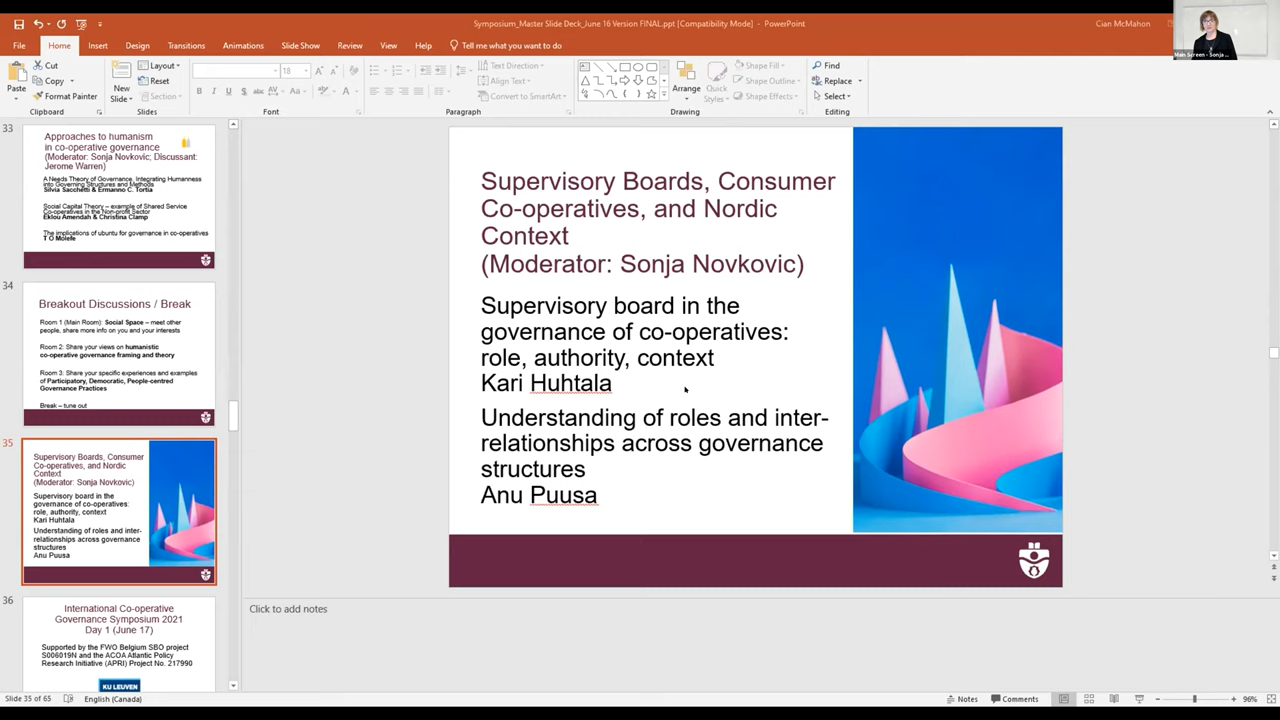 Symposium_Master Slide Deck_June 16 Version FINAL.ppt [Compatibility Mode] - PowerPoint
Cian McMahon
Main Screen - Sonja
File Home Insert Design Transitions Animations Slide Show Review View Help Tell me what you want to do
Paste
Cut
Copy
Format Painter
Clipboard
New
Slide
Layout
Reset
Section
Slides
18
Font
Text Direction
Align Text
Convert to SmartArt
Paragraph
Arrange
Quick
Styles
Shape Fill
Shape Outline
Shape Effects
Drawing
Find
Replace
Select
Editing
33
Approaches to humanism
in co-operative governance
(Moderator: Sonja Novkovic; Discussant:
Jerome Warren)
A Needs Theory of Governance, Integrating Humanness
into Governing Structures and Methods
Silvia Sacchetti & Ermanno C. Tortia
Social Capital Theory – example of Shared Service
Co-operatives in the Non-profit Sector
Eklou Amendah & Christina Clamp
The implications of ubuntu for governance in co-operatives
T O Molefe
34
Breakout Discussions / Break
Room 1 (Main Room): Social Space – meet other
people, share more info on you and your interests
Room 2: Share your views on humanistic
co-operative governance framing and theory
Room 3: Share your specific experiences and examples
of Participatory, Democratic, People-centred
Governance Practices
Break – tune out
35
Supervisory Boards, Consumer
Co-operatives, and Nordic
Context
(Moderator: Sonja Novkovic)
Supervisory board in the
governance of co-operatives:
role, authority, context
Kari Huhtala
Understanding of roles and inter-
relationships across governance
structures
Anu Puusa
36
International Co-operative
Governance Symposium 2021
Day 1 (June 17)
Supported by the FWO Belgium SBO project
S006019N and the ACOA Atlantic Policy
Research Initiative (APRI) Project No. 217990
KU LEUVEN
Supervisory Boards, Consumer
Co-operatives, and Nordic
Context
(Moderator: Sonja Novkovic)
Supervisory board in the
governance of co-operatives:
role, authority, context
Kari Huhtala
Understanding of roles and inter-
relationships across governance
structures
Anu Puusa
Click to add notes
Slide 35 of 65 English (Canada) Notes Comments 96%